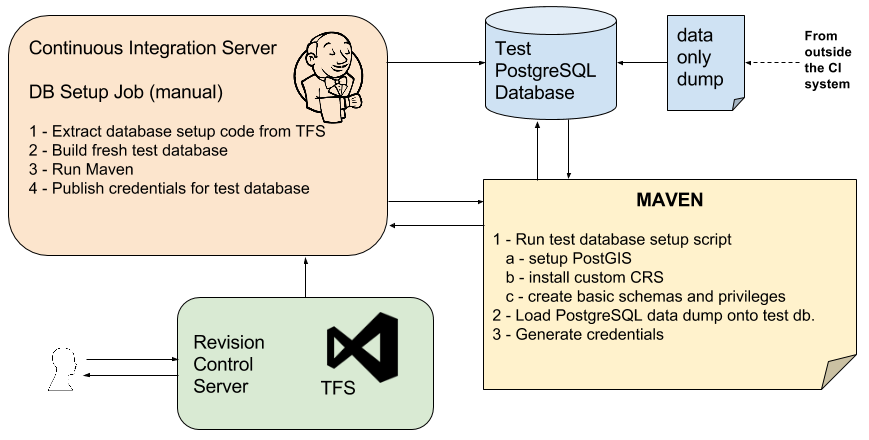 Continuous Integration Server
DB Setup Job (manual)
1 - Extract database setup code from TFS
2 - Build fresh test database
3 - Run Maven
4 - Publish credentials for test database
Test
PostgreSQL
Database
data
only
dump
From
outside
the CI
system
MAVEN
1 - Run test database setup script
a - setup PostGIS
b - install custom CRS
c - create basic schemas and privileges
2 - Load PostgreSQL data dump onto test db.
3 - Generate credentials
Revision
Control
Server
TFS